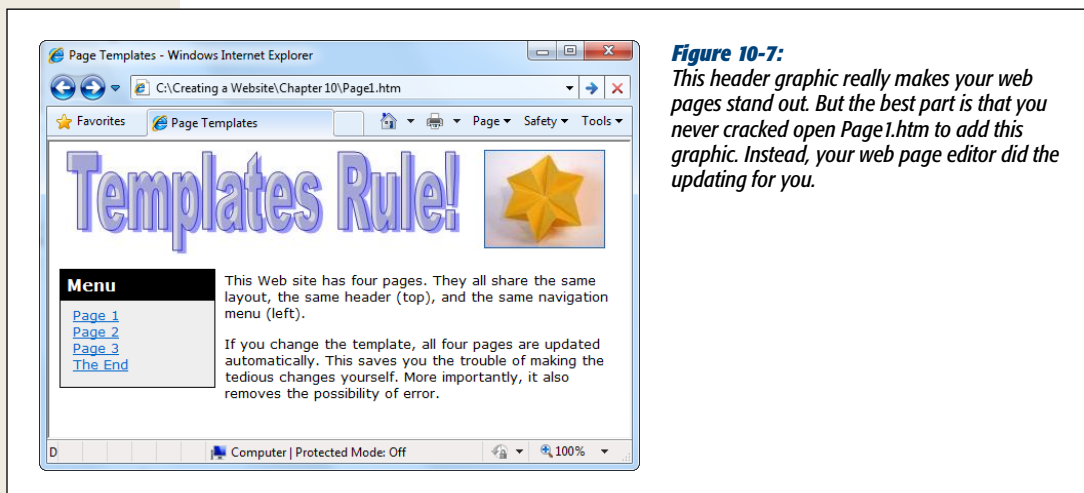 Page Templates - Windows Internet Explorer
C:\Creating a Website\Chapter 10\Page1.htm
Favorites
Page Templates
Page
Safety
Tools
Templates Rule!
Menu
Page 1
Page 2
Page 3
The End
This Web site has four pages. They all share the same
layout, the same header (top), and the same navigation
menu (left).
If you change the template, all four pages are updated
automatically. This saves you the trouble of making the
tedious changes yourself. More importantly, it also
removes the possibility of error.
D
Computer | Protected Mode: Off
100%
Figure 10-7:
This header graphic really makes your web
pages stand out. But the best part is that you
never cracked open Page1.htm to add this
graphic. Instead, your web page editor did the
updating for you.